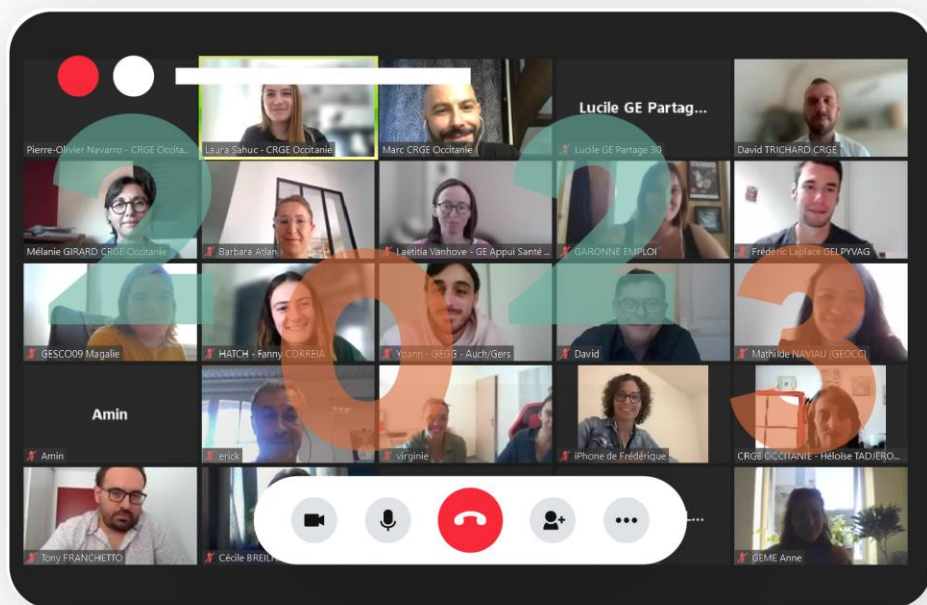 Pierre-Olivier Navarro - CRGE Occita...
Laura Sahuc - CRGE Occitanie
Marc CRGE Occitanie
Lucile GE Partag...
Lucile GE Partage 30
David TRICHARD CRGE
Mélanie GIRARD CRGE Occitanie
Barbara Atlan
Laetitia Vanhove - GE Appui Santé ...
GARONNE EMPLOI
Frédéric Laplace GELPYVAG
2023
GESCO09 Magalie
HATCH - Fanny CORREIA
Yoann - GEGG - Auch/Gers
David
Mathilde NAVIAU (GEOCC)
Amin
Amin
erick
virginie
iPhone de Frédérique
CRGE OCCITANIE - Héloïse TADJERO...
Tony FRANCHETTO
Cécile
GEME Anne